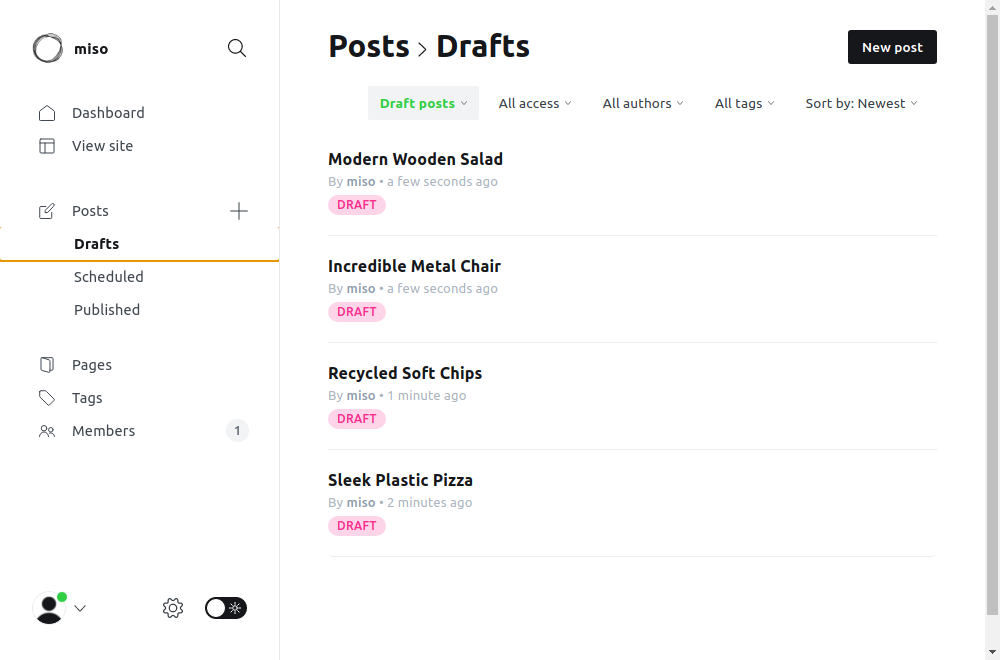 miso
Dashboard
View site
Posts
Drafts
Scheduled
Published
Pages
Tags
Members 1
Posts > Drafts
New post
Draft posts All access All authors All tags Sort by: Newest
Modern Wooden Salad
By miso • a few seconds ago
DRAFT
Incredible Metal Chair
By miso • a few seconds ago
DRAFT
Recycled Soft Chips
By miso • 1 minute ago
DRAFT
Sleek Plastic Pizza
By miso • 2 minutes ago
DRAFT